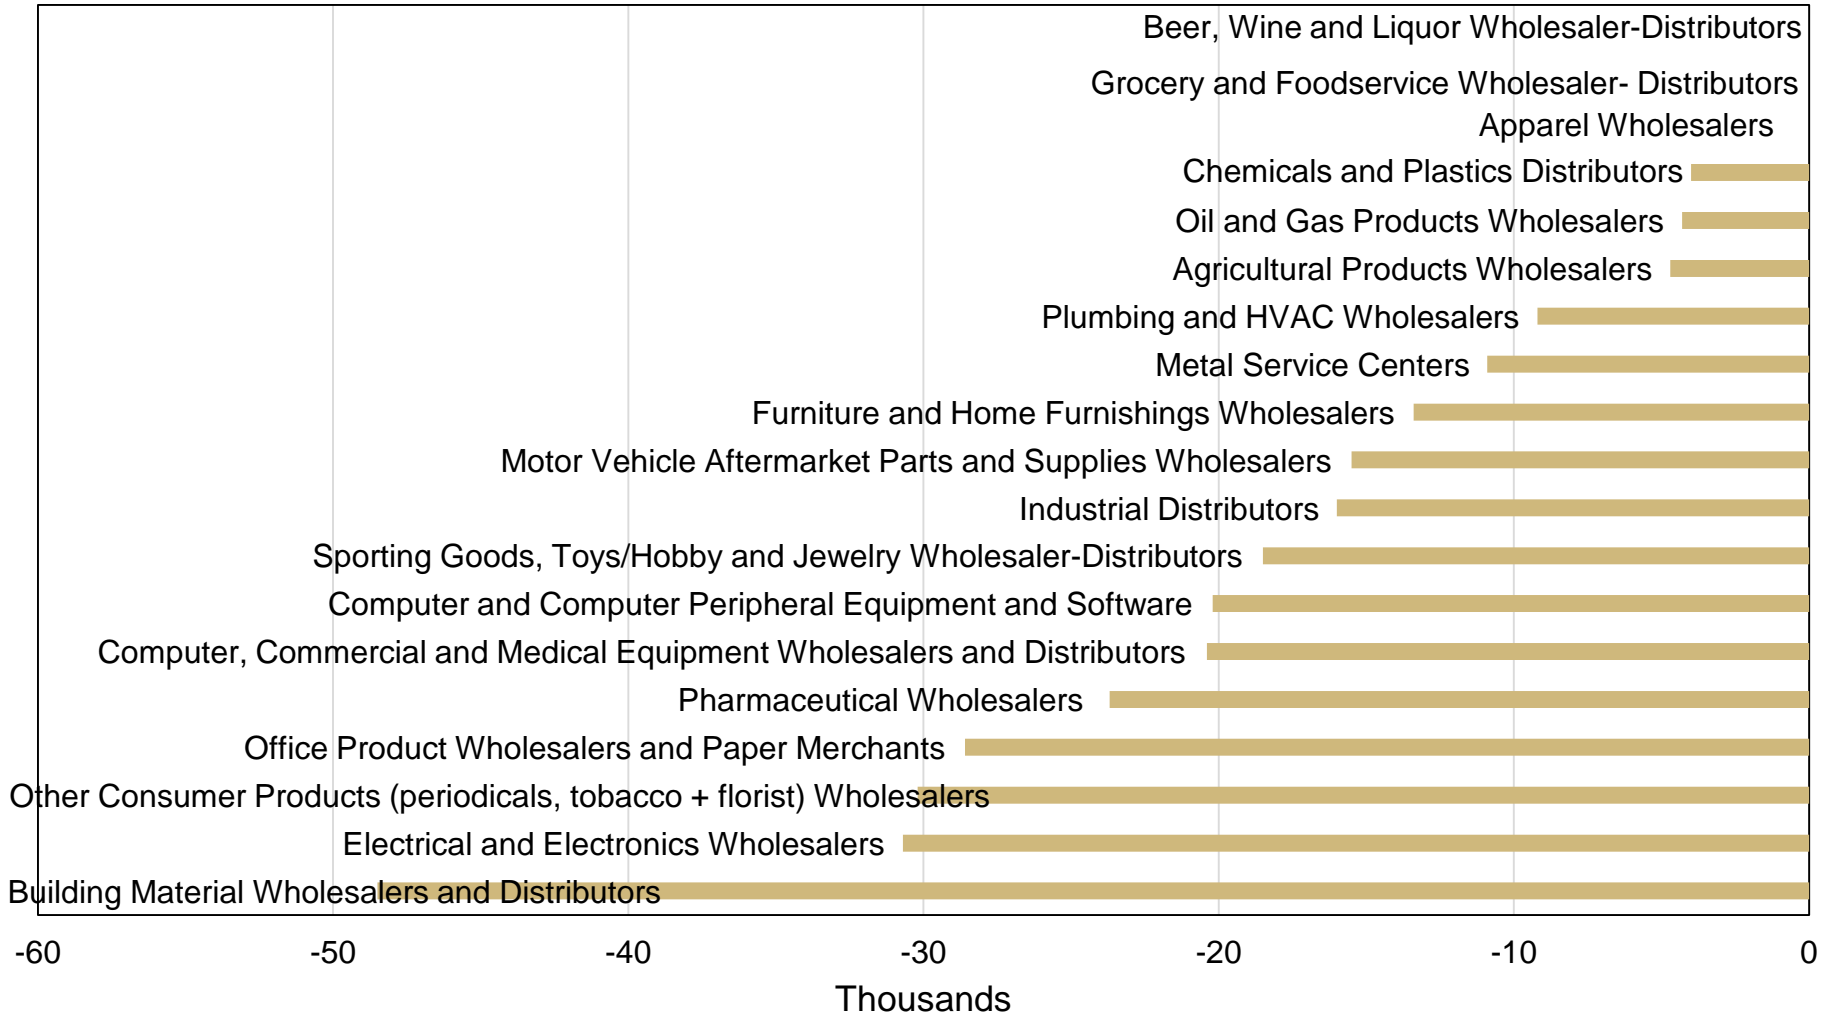 Beer, Wine and Liquor Wholesaler-Distributors
Grocery and Foodservice Wholesaler- Distributors
Apparel Wholesalers
Chemicals and Plastics Distributors
Oil and Gas Products Wholesalers
Agricultural Products Wholesalers
Plumbing and HVAC Wholesalers
Metal Service Centers
Furniture and Home Furnishings Wholesalers
Motor Vehicle Aftermarket Parts and Supplies Wholesalers
Industrial Distributors
Sporting Goods, Toys/Hobby and Jewelry Wholesaler-Distributors
Computer and Computer Peripheral Equipment and Software
Computer, Commercial and Medical Equipment Wholesalers and Distributors
Pharmaceutical Wholesalers
Office Product Wholesalers and Paper Merchants
Other Consumer Products (periodicals, tobacco + florist) Wholesalers
Electrical and Electronics Wholesalers
Building Material Wholesalers and Distributors
-60 -50 -40 -30 -20 -10 0
Thousands